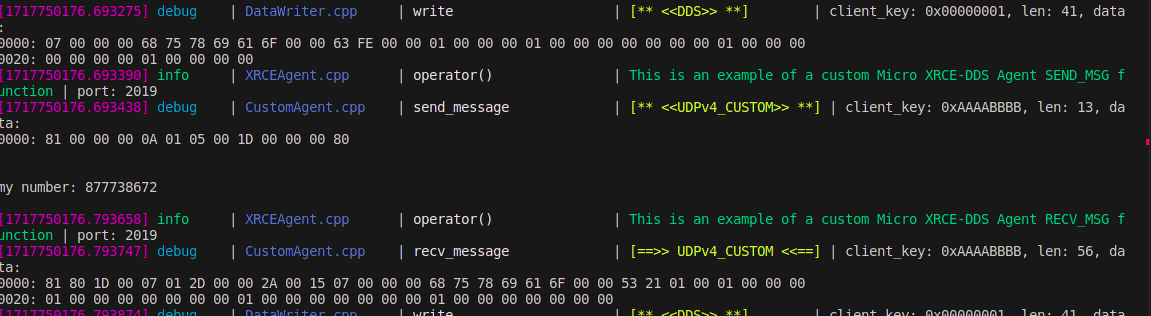 [1717750176.693275] debug    | DataWriter.cpp     | write                    | [** <<DDS>> **]        | client_key: 0x00000001, len: 41, data
:
0000: 07 00 00 00 68 75 78 69 61 6F 00 00 63 FE 00 00 01 00 00 00 01 00 00 00 00 00 00 00 01 00 00 00
0020: 00 00 00 00 01 00 00 00 00
[1717750176.693390] info     | XRCEAgent.cpp      | operator()               | This is an example of a custom Micro XRCE-DDS Agent SEND_MSG f
unction | port: 2019
[1717750176.693438] debug    | CustomAgent.cpp    | send_message             | [** <<UDPv4_CUSTOM>> **] | client_key: 0xAAAABBBB, len: 13, da
ta:
0000: 81 00 00 00 0A 01 05 00 1D 00 00 00 80
my number: 877738672
[1717750176.793658] info     | XRCEAgent.cpp      | operator()               | This is an example of a custom Micro XRCE-DDS Agent RECV_MSG f
unction | port: 2019
[1717750176.793747] debug    | CustomAgent.cpp    | recv_message             | [==>> UDPv4_CUSTOM <<==] | client_key: 0xAAAABBBB, len: 56, da
ta:
0000: 81 80 1D 00 07 01 2D 00 00 2A 00 15 07 00 00 00 68 75 78 69 61 6F 00 00 53 21 01 00 01 00 00 00
0020: 01 00 00 00 00 00 00 00 01 00 00 00 00 00 00 00 01 00 00 00 00 00 00 00
[1717750176.793874] debug    | DataWriter.cpp     | write                    | [** <<DDS>> **]        | client_key: 0x00000001, len: 41, data